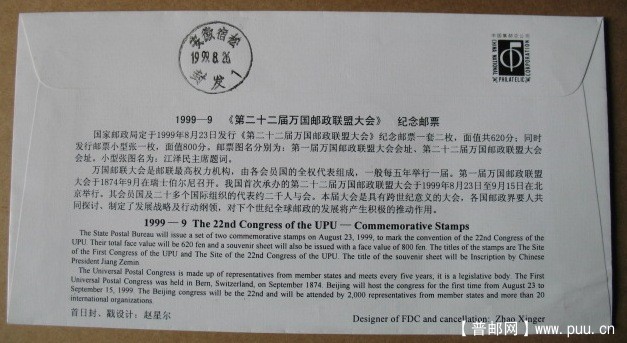 安徽宿松
1999.8.26
发 1
中国集邮总公司
CHINA NATIONAL
PHILATELIC
CORPORATION
1999-9 《第二十二届万国邮政联盟大会》 纪念邮票
国家邮政局定于1999年8月23日发行《第二十二届万国邮政联盟大会》纪念邮票一套二枚，面值共620分；同时
发行邮票小型张一枚，面值800分。邮票图名分别为：第一届万国邮政联盟大会会址、第二十二届万国邮政联盟大会
会址。小型张图名为：江泽民主席题词。
万国邮联大会是邮联最高权力机构，由各会员国的全权代表组成，一般每五年举行一届。第一届万国邮政联盟
大会于1874年9月在瑞士伯尔尼召开。我国首次承办的第二十二届万国邮政联盟大会于1999年8月23日至9月15日在北
京举行。其会员国及二十多个国际组织的代表约二千人与会。本届大会是具有跨世纪意义的大会，各国邮政界要人共
同探讨、制定了发展战略及行动纲领，对下个世纪全球邮政的发展将产生积极的推动作用。
1999 — 9 The 22nd Congress of the UPU — Commemorative Stamps
The State Postal Bureau will issue a set of two commemorative stamps on August 23, 1999, to mark the convention of the 22nd Congress of the
UPU. Their total face value will be 620 fen and a souvenir sheet will also be issued with a face value of 800 fen. The titles of the stamps are The Site
of the First Congress of the UPU and The Site of the 22nd Congress of the UPU. The title of the souvenir sheet will be Inscription by Chinese
President Jiang Zemin.
The Universal Postal Congress is made up of representatives from member states and meets every five years; it is a legislative body. The First
Universal Postal Congress was held in Bern, Switzerland, on September 1874. Beijing will host the congress for the first time from August 23 to
September 15, 1999. The Beijing congress will be the 22nd and will be attended by 2,000 representatives from member states and more than 20
international organizations.
首日封、戳设计：赵星尔
Designer of FDC and cancellation: Zhao Xinger
【普邮网】www.puu.cn